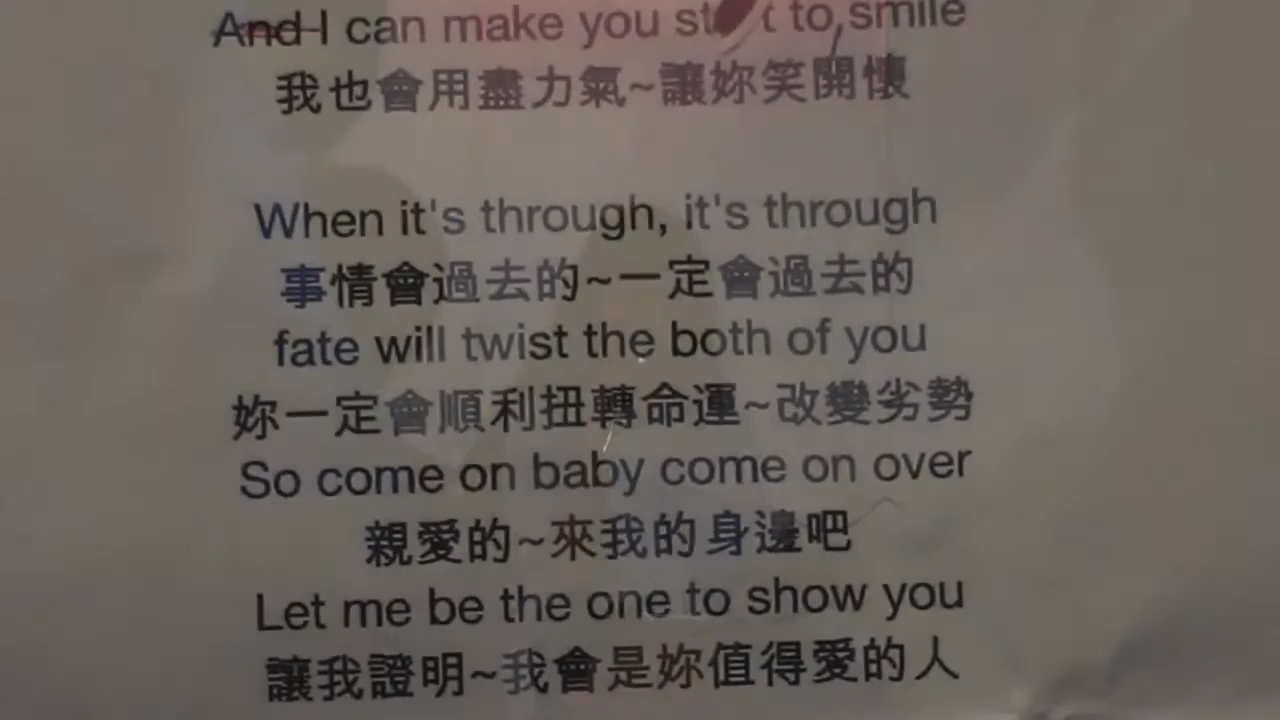 And I can make you start to smile
我也會用盡力氣~讓妳笑開懷
When it's through, it's through
事情會過去的~一定會過去的
fate will twist the both of you
妳一定會順利扭轉命運~改變劣勢
So come on baby come on over
親愛的~來我的身邊吧
Let me be the one to show you
讓我證明~我會是妳值得愛的人